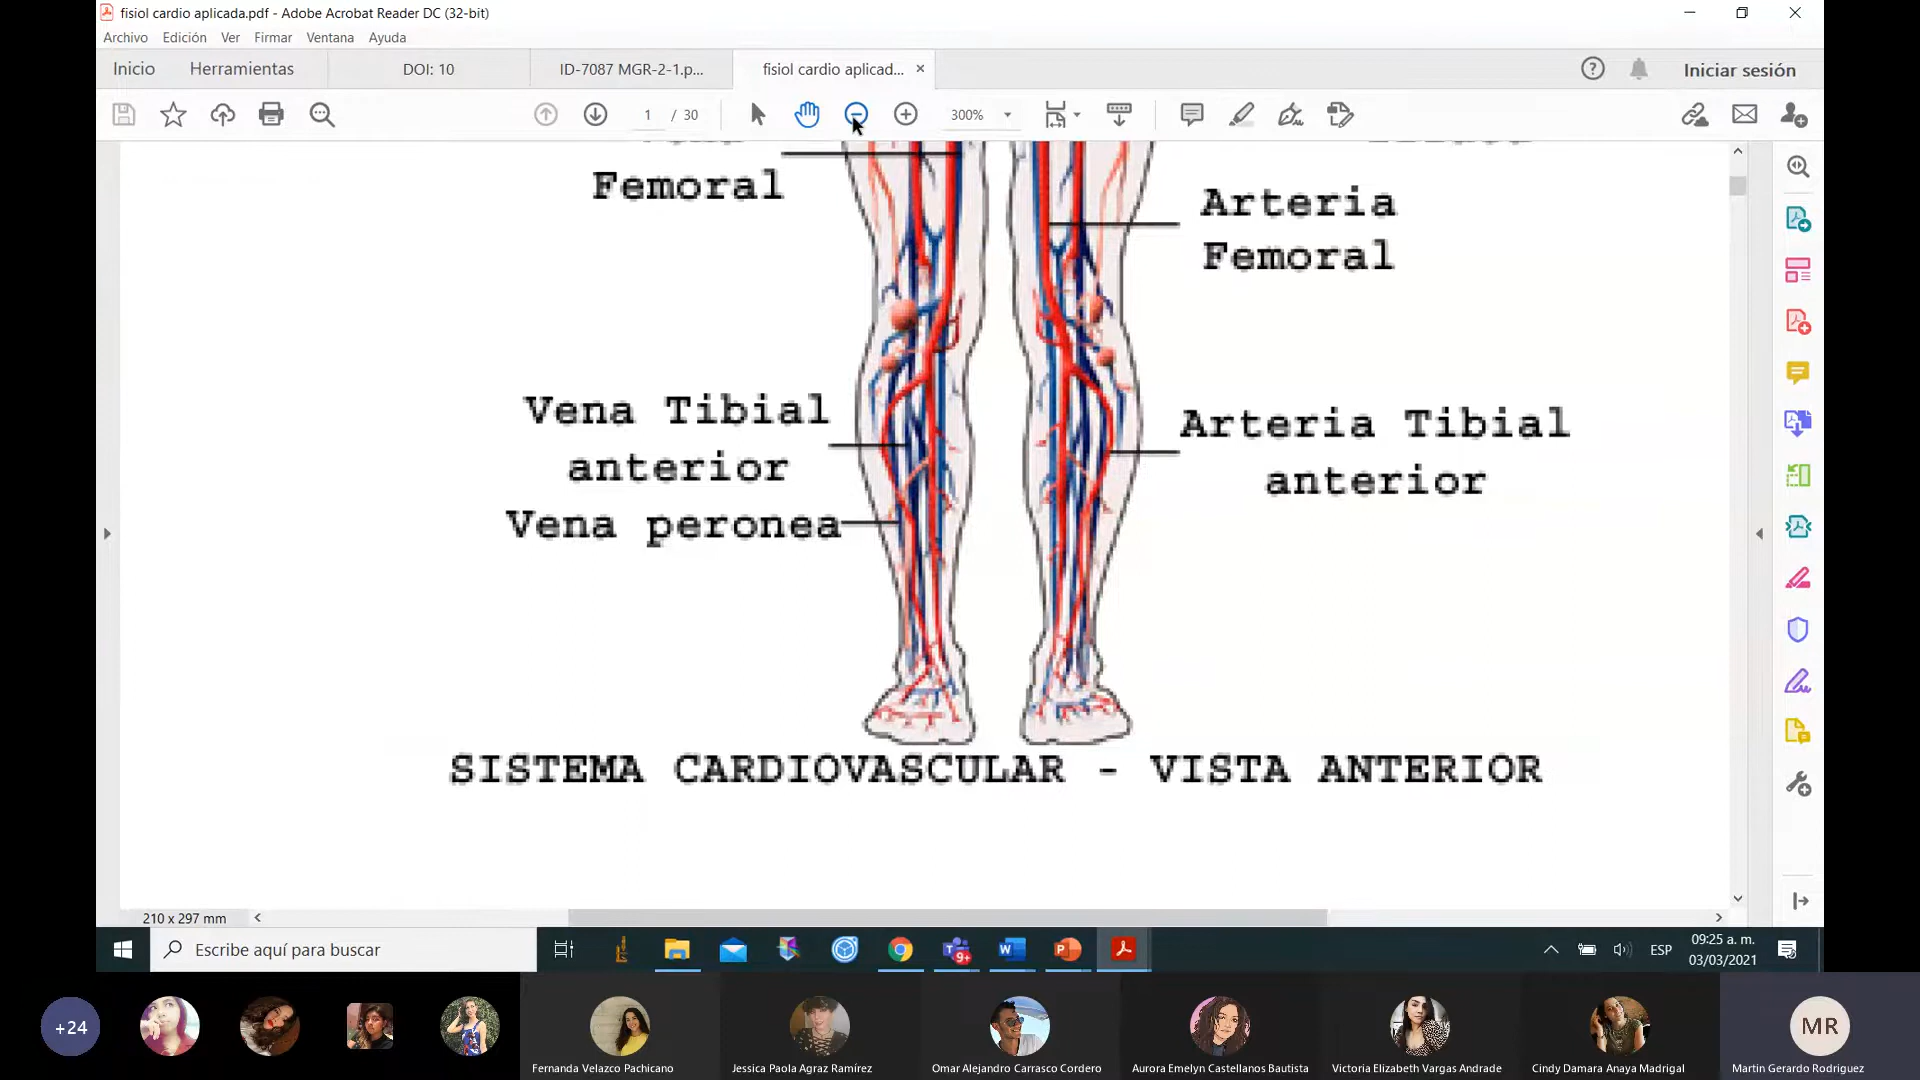 fisiol cardio aplicada.pdf - Adobe Acrobat Reader DC (32-bit)
Archivo Edición Ver Firmar Ventana Ayuda
Inicio Herramientas DOI: 10 ID-7087 MGR-2-1.p... fisiol cardio aplicad... × Iniciar sesión
1 / 30 300%
Femoral
Arteria
Femoral
Vena Tibial
anterior
Arteria Tibial
anterior
Vena peronea
SISTEMA CARDIOVASCULAR - VISTA ANTERIOR
210 x 297 mm
Escribe aquí para buscar
9+
ESP
09:25 a. m.
03/03/2021
+24
MR
Fernanda Velazco Pachicano
Jessica Paola Agraz Ramírez
Omar Alejandro Carrasco Cordero
Aurora Emelyn Castellanos Bautista
Victoria Elizabeth Vargas Andrade
Cindy Damara Anaya Madrigal
Martin Gerardo Rodriguez